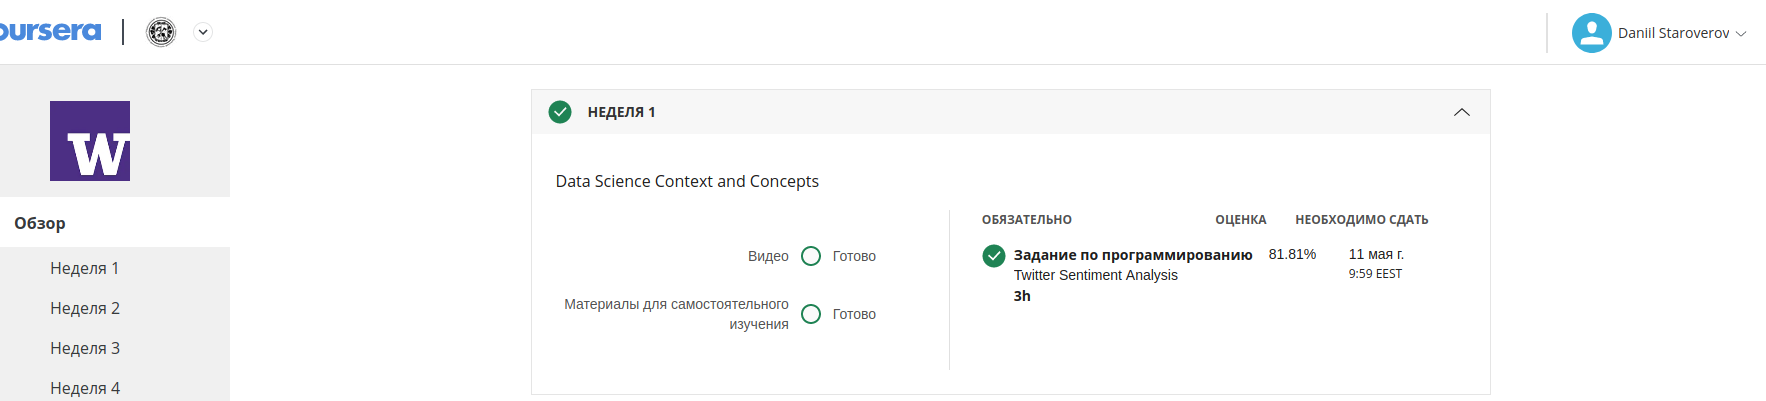 oursera
Daniil Staroverov
W
Обзор
Неделя 1
Неделя 2
Неделя 3
Неделя 4
НЕДЕЛЯ 1
Data Science Context and Concepts
Видео Готово
Материалы для самостоятельного
изучения Готово
ОБЯЗАТЕЛЬНО ОЦЕНКА НЕОБХОДИМО СДАТЬ
Задание по программированию 81.81% 11 мая г.
Twitter Sentiment Analysis 9:59 EEST
3h